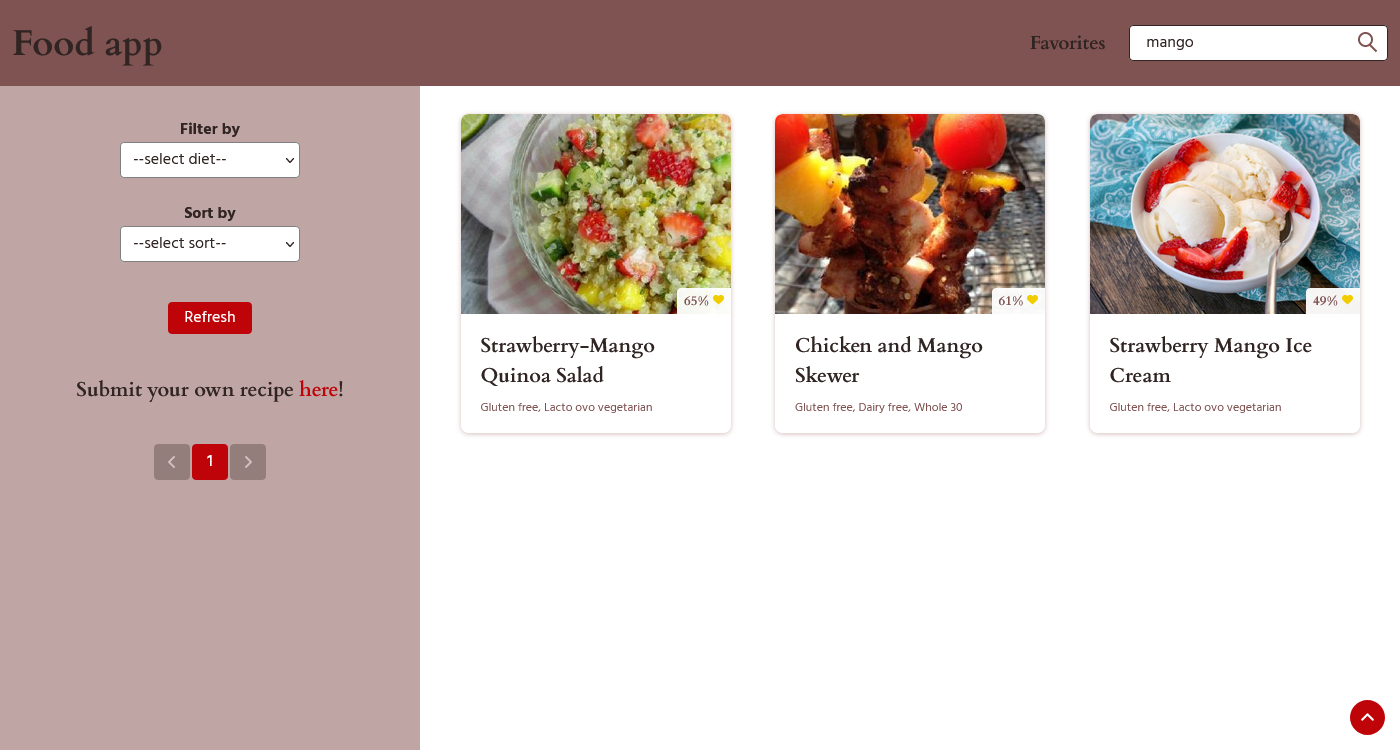 Food app
Favorites
mango
Filter by
--select diet--
Sort by
--select sort--
Refresh
Submit your own recipe here!
1
65%
Strawberry-Mango
Quinoa Salad
Gluten free, Lacto ovo vegetarian
61%
Chicken and Mango
Skewer
Gluten free, Dairy free, Whole 30
49%
Strawberry Mango Ice
Cream
Gluten free, Lacto ovo vegetarian